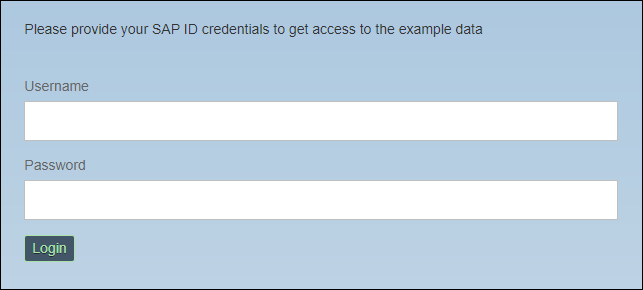 Please provide your SAP ID credentials to get access to the example data
Username
Password
Login